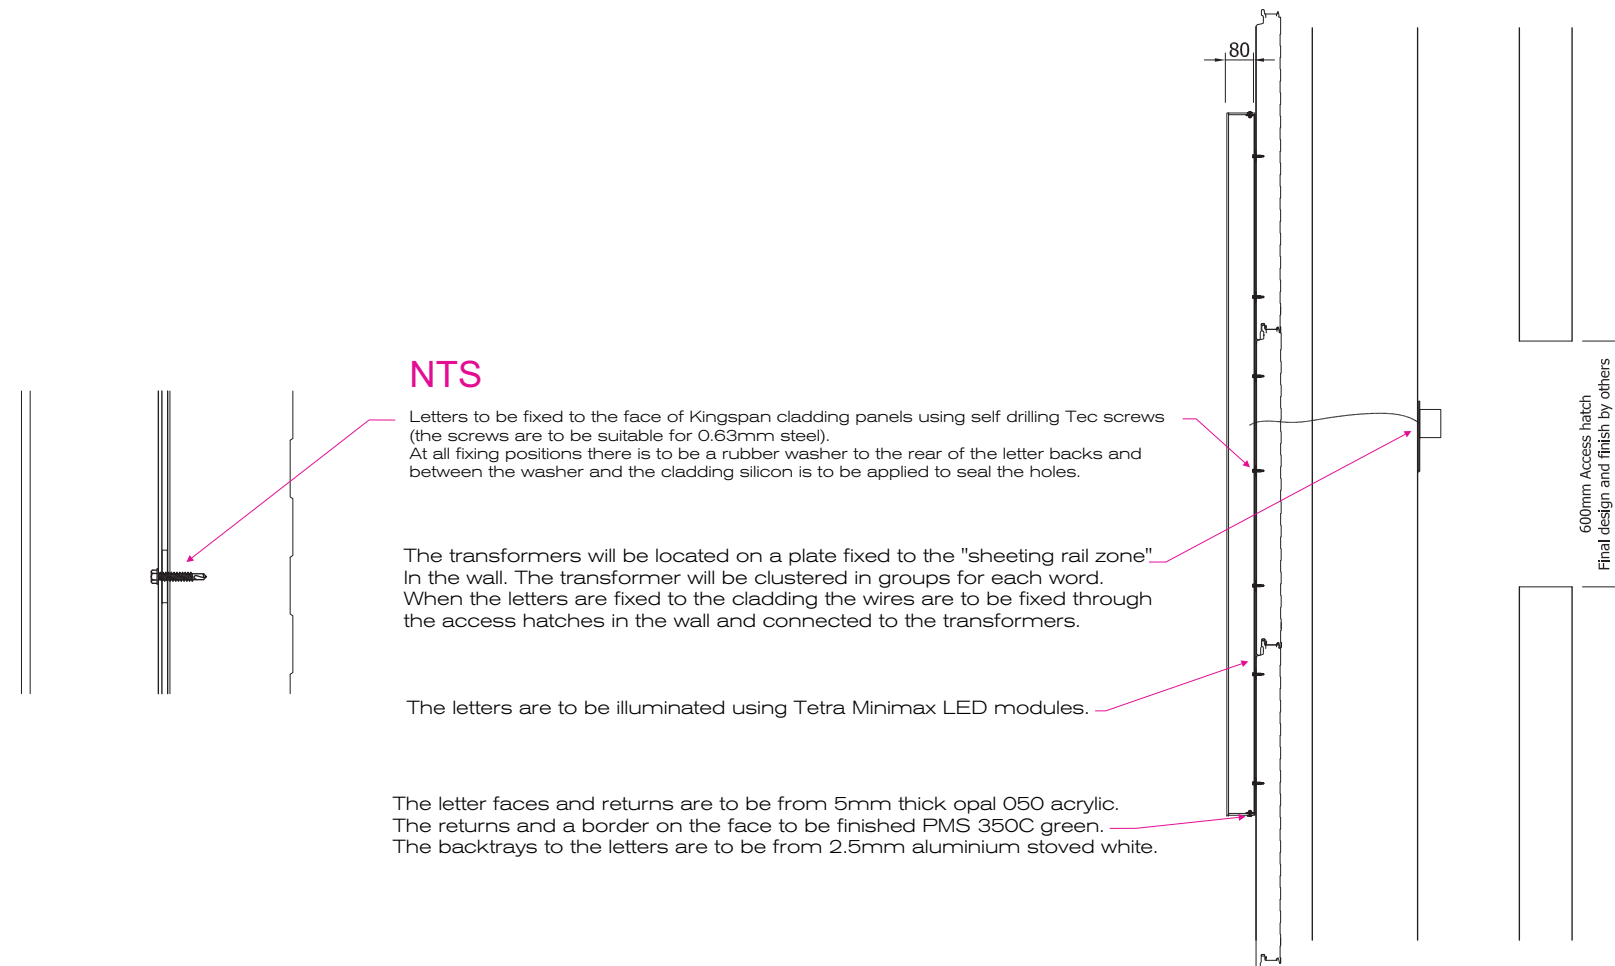 80
NTS
Letters to be fixed to the face of Kingspan cladding panels using self drilling Tec screws
(the screws are to be suitable for 0.63mm steel).
At all fixing positions there is to be a rubber washer to the rear of the letter backs and
between the washer and the cladding silicon is to be applied to seal the holes.
The transformers will be located on a plate fixed to the "sheeting rail zone"
In the wall. The transformer will be clustered in groups for each word.
When the letters are fixed to the cladding the wires are to be fixed through
the access hatches in the wall and connected to the transformers.
The letters are to be illuminated using Tetra Minimax LED modules.
The letter faces and returns are to be from 5mm thick opal 050 acrylic.
The returns and a border on the face to be finished PMS 350C green.
The backtrays to the letters are to be from 2.5mm aluminium stoved white.
600mm Access hatch
Final design and finish by others